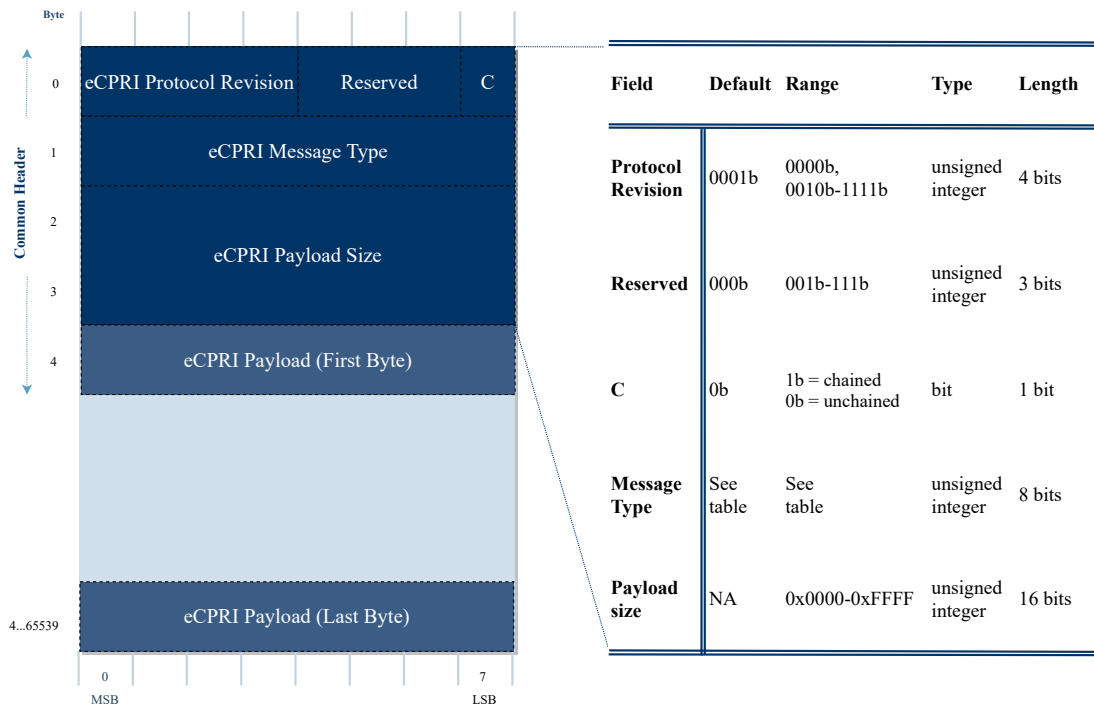 Byte
0
eCPRI Protocol Revision
Reserved
C
Common Header
1
eCPRI Message Type
2
eCPRI Payload Size
3
4
eCPRI Payload (First Byte)
4...65539
eCPRI Payload (Last Byte)
0
7
MSB
LSB
Field Default Range Type Length
Protocol
Revision
0001b
0000b,
0010b-1111b
unsigned
integer
4 bits
Reserved
000b
001b-111b
unsigned
integer
3 bits
C
0b
1b = chained
0b = unchained
bit
1 bit
Message
Type
See
table
See
table
unsigned
integer
8 bits
Payload
size
NA
0x0000-0xFFFF
unsigned
integer
16 bits